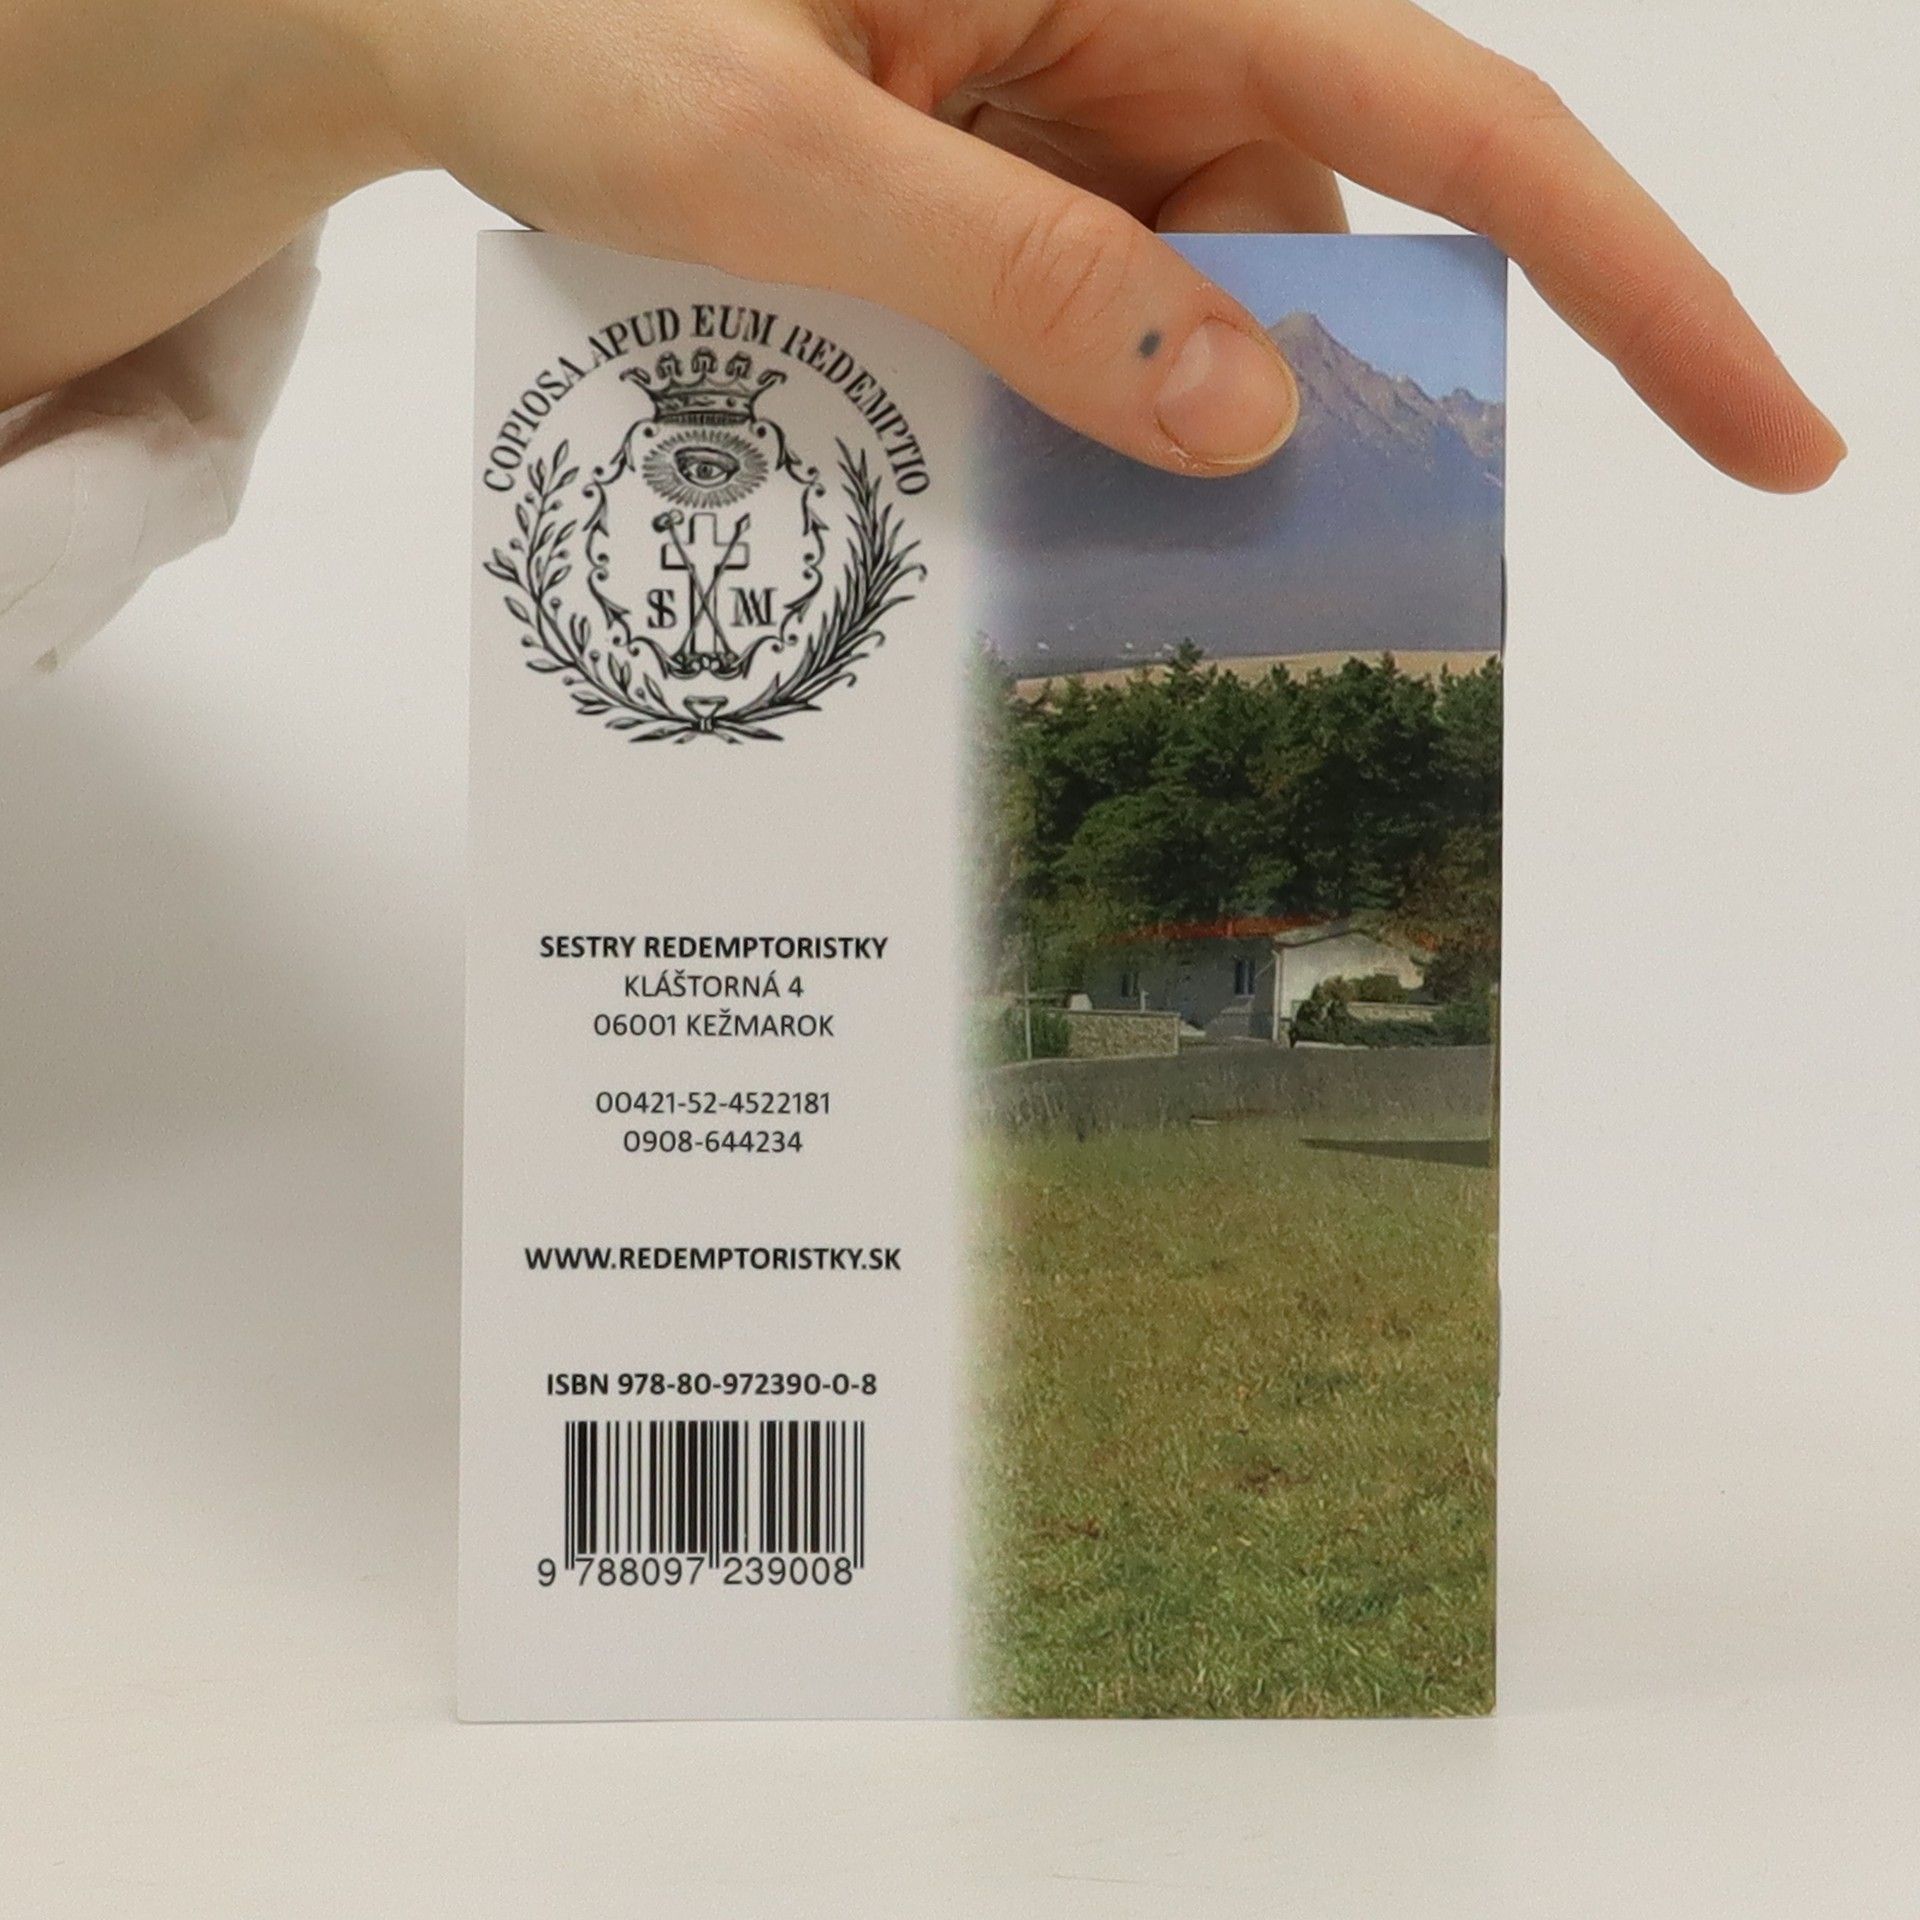 COPIOSA APUD EUM REDEMPTIO
S M
SESTRY REDEMPTORISTKY
KLÁŠTORNÁ 4
06001 KEŽMAROK
00421-52-4522181
0908-644234
WWW.REDEMPTORISTKY.SK
ISBN 978-80-972390-0-8
9 788097 239008